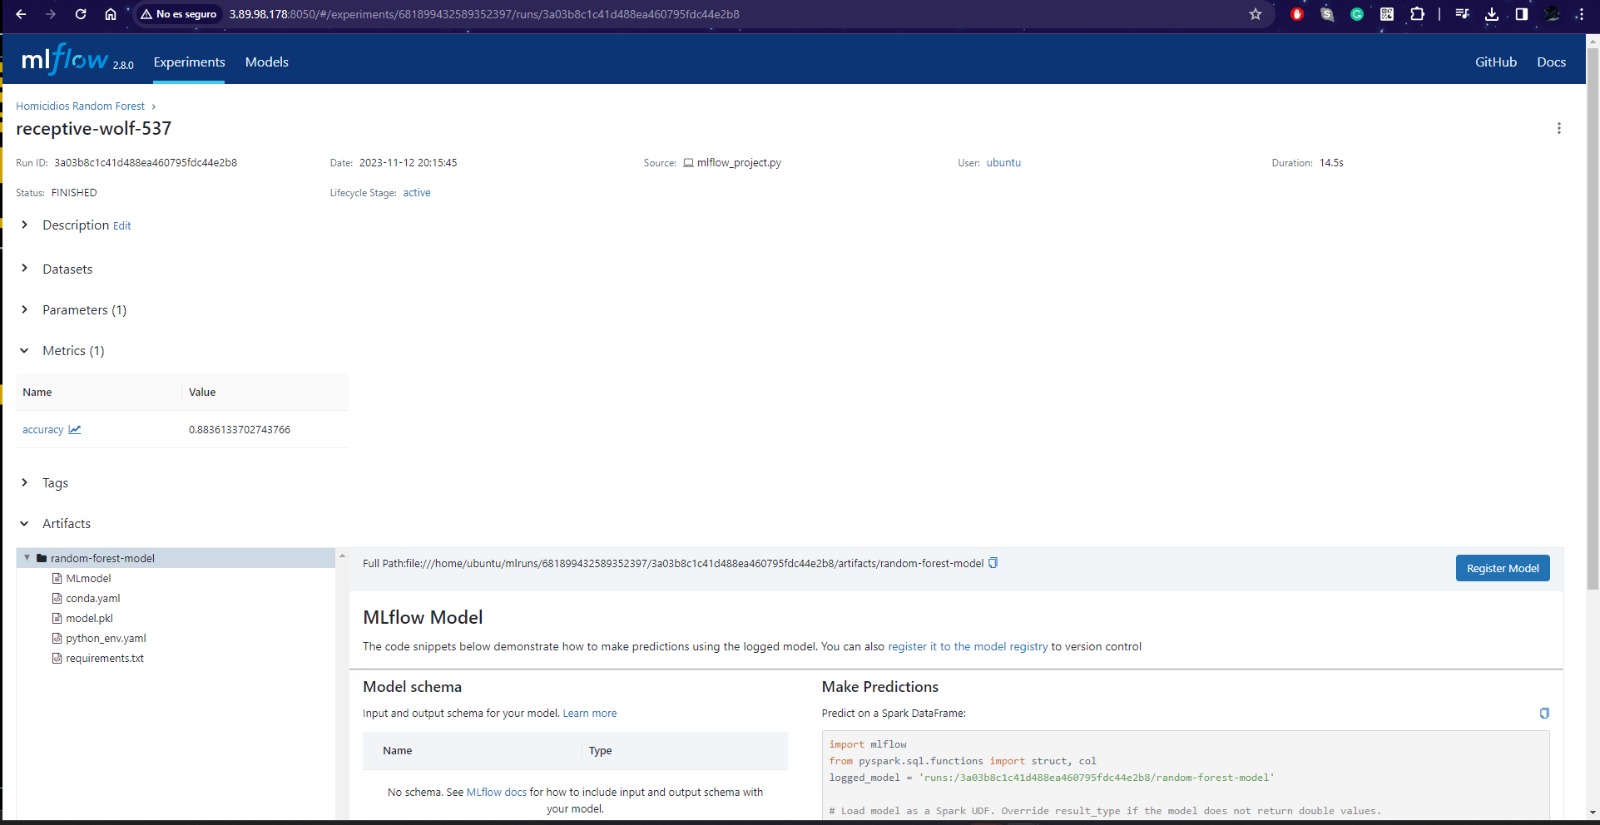 No es seguro 3.89.98.178:8050/#/experiments/681899432589352397/runs/3a03b8c1c41d488ea460795fdc44e2b8
mlflow 2.8.0 Experiments Models GitHub Docs
Homicidios Random Forest ›
receptive-wolf-537
Run ID: 3a03b8c1c41d488ea460795fdc44e2b8 Date: 2023-11-12 20:15:45 Source: mlflow_project.py User: ubuntu Duration: 14.5s
Status: FINISHED Lifecycle Stage: active
Description Edit
Datasets
Parameters (1)
Metrics (1)
Name Value
accuracy 0.8836133702743766
Tags
Artifacts
random-forest-model
MLmodel
conda.yaml
model.pkl
python_env.yaml
requirements.txt
Full Path:file:///home/ubuntu/mlruns/681899432589352397/3a03b8c1c41d488ea460795fdc44e2b8/artifacts/random-forest-model
Register Model
MLflow Model
The code snippets below demonstrate how to make predictions using the logged model. You can also register it to the model registry to version control
Model schema
Input and output schema for your model. Learn more
Name Type
No schema. See MLflow docs for how to include input and output schema with
your model.
Make Predictions
Predict on a Spark DataFrame:
import mlflow
from pyspark.sql.functions import struct, col
logged_model = 'runs:/3a03b8c1c41d488ea460795fdc44e2b8/random-forest-model'
# Load model as a Spark UDF. Override result_type if the model does not return double values.